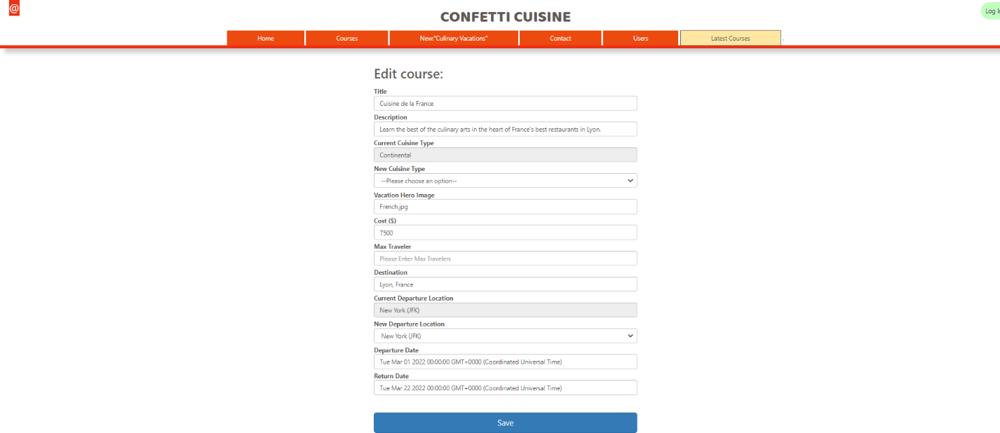 @
Log In
CONFETTI CUISINE
Home Courses New:"Culinary Vacations" Contact Users Latest Courses .
Edit course:
Title
Cuisine de la France
Description
Learn the best of the culinary arts in the heart of France's best restaurants in Lyon.
Current Cuisine Type
Continental
New Cuisine Type
--Please choose an option--
Vacation Hero Image
French.jpg
Cost ($)
7500
Max Traveler
Please Enter Max Travelers
Destination
Lyon, France
Current Departure Location
New York (JFK)
New Departure Location
New York (JFK)
Departure Date
Tue Mar 01 2022 00:00:00 GMT+0000 (Coordinated Universal Time)
Return Date
Tue Mar 22 2022 00:00:00 GMT+0000 (Coordinated Universal Time)
Save